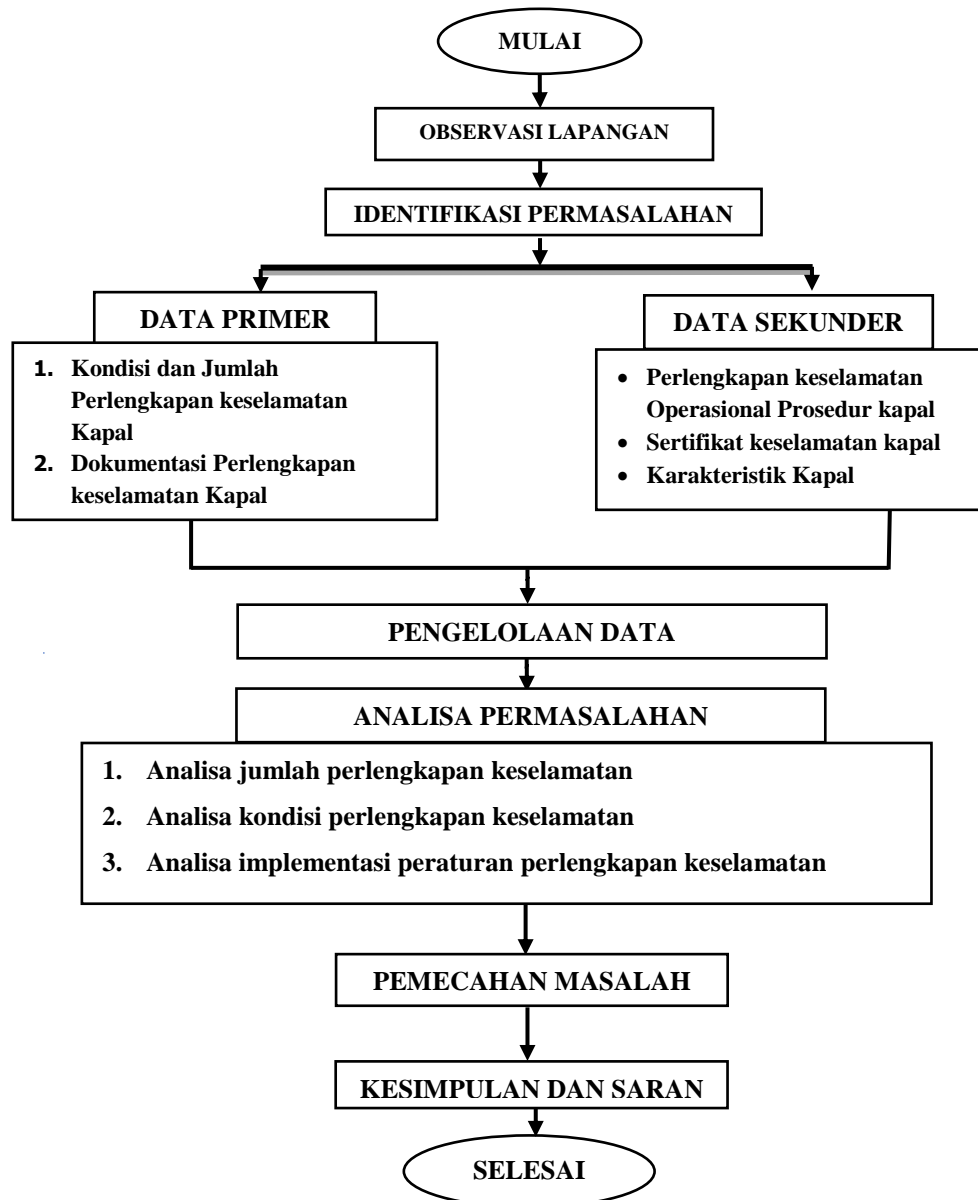 MULAI
OBSERVASI LAPANGAN
IDENTIFIKASI PERMASALAHAN
DATA PRIMER
1. Kondisi dan Jumlah
Perlengkapan keselamatan
Kapal
2. Dokumentasi Perlengkapan
keselamatan Kapal
DATA SEKUNDER
• Perlengkapan keselamatan
Operasional Prosedur kapal
• Sertifikat keselamatan kapal
• Karakteristik Kapal
PENGELOLAAN DATA
ANALISA PERMASALAHAN
1. Analisa jumlah perlengkapan keselamatan
2. Analisa kondisi perlengkapan keselamatan
3. Analisa implementasi peraturan perlengkapan keselamatan
PEMECAHAN MASALAH
KESIMPULAN DAN SARAN
SELESAI